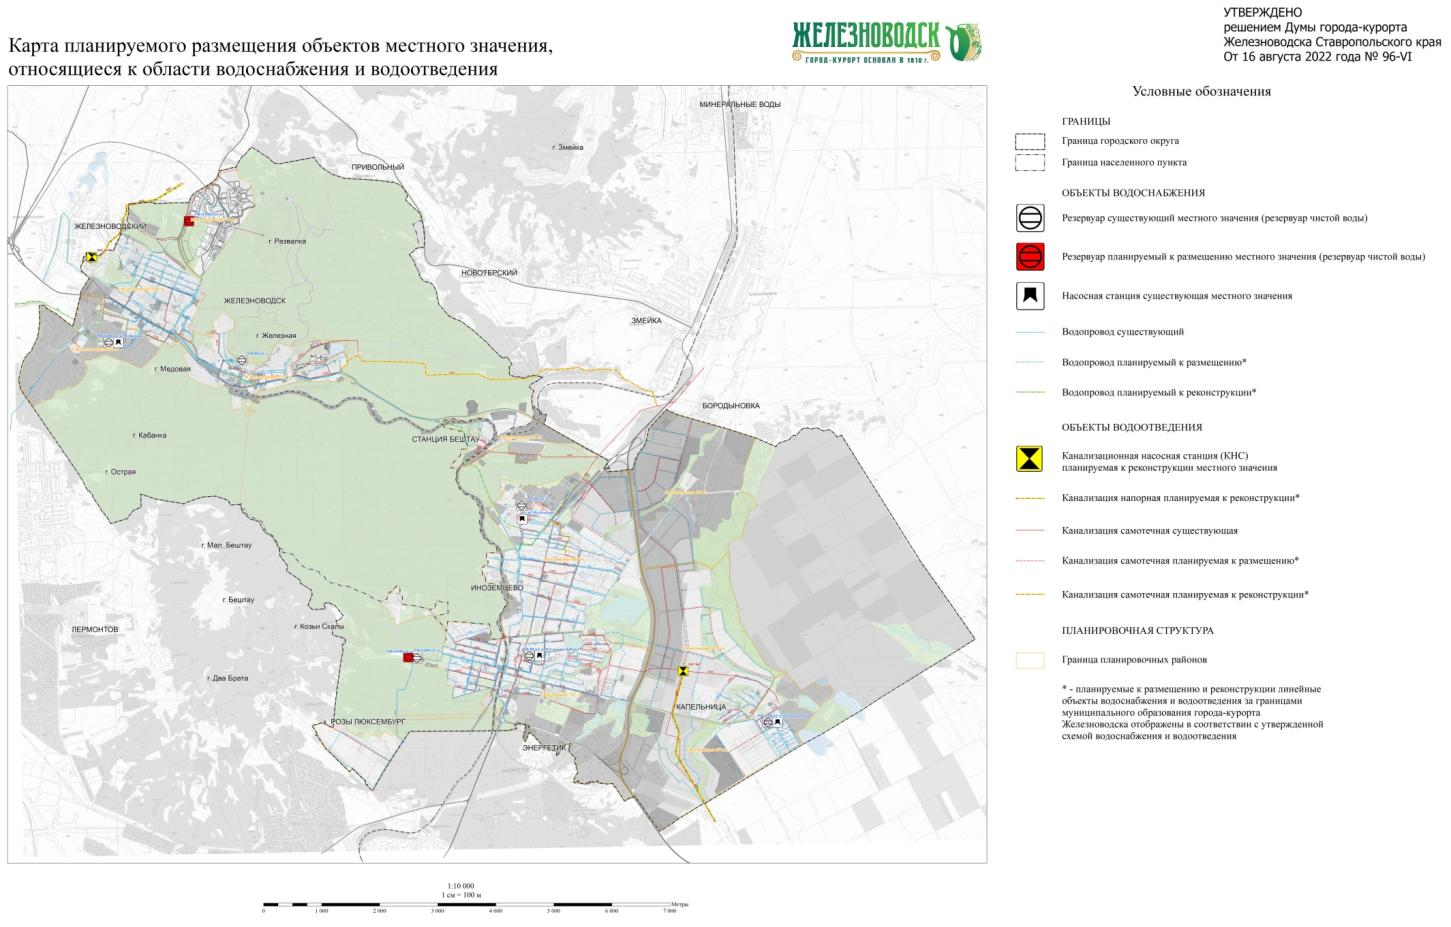 УТВЕРЖДЕНО
решением Думы города-курорта
Железноводска Ставропольского края
От 16 августа 2022 года № 96-VI
Карта планируемого размещения объектов местного значения,
относящиеся к области водоснабжения и водоотведения
ЖЕЛЕЗНОВОДСК
ГОРОД-КУРОРТ ОСНОВАН В 1810 г.
МИНЕРАЛЬНЫЕ ВОДЫ
г. Змейка
ПРИВОЛЬНЫЙ
ЖЕЛЕЗНОВОДСКИЙ
г. Развалка
НОВОТЕРСКИЙ
ЖЕЛЕЗНОВОДСК
ЗМЕЙКА
г. Железная
г. Медовая
БОРОДЫНОВКА
г. Кабанка
СТАНЦИЯ БЕШТАУ
г. Острая
г. Мал. Бештау
ИНОЗЕМЦЕВО
г. Бештау
ЛЕРМОНТОВ
г. Козьи Скалы
г. Два Брата
КАПЕЛЬНИЦА
РОЗЫ ЛЮКСЕМБУРГ
ЭНЕРГЕТИК
ЭНЕРГЕТИК
1:10 000
1 см = 100 м
0 1 000 2 000 3 000 4 000 5 000 6 000 7 000 Метры
Условные обозначения
ГРАНИЦЫ
Граница городского округа
Граница населенного пункта
ОБЪЕКТЫ ВОДОСНАБЖЕНИЯ
Резервуар существующий местного значения (резервуар чистой воды)
Резервуар планируемый к размещению местного значения (резервуар чистой воды)
Насосная станция существующая местного значения
Водопровод существующий
Водопровод планируемый к размещению*
Водопровод планируемый к реконструкции*
ОБЪЕКТЫ ВОДООТВЕДЕНИЯ
Канализационная насосная станция (КНС)
планируемая к реконструкции местного значения
Канализация напорная планируемая к реконструкции*
Канализация самотечная существующая
Канализация самотечная планируемая к размещению*
Канализация самотечная планируемая к реконструкции*
ПЛАНИРОВОЧНАЯ СТРУКТУРА
Граница планировочных районов
* - планируемые к размещению и реконструкции линейные
объекты водоснабжения и водоотведения за границами
муниципального образования города-курорта
Железноводска отображены в соответствии с утвержденной
схемой водоснабжения и водоотведения